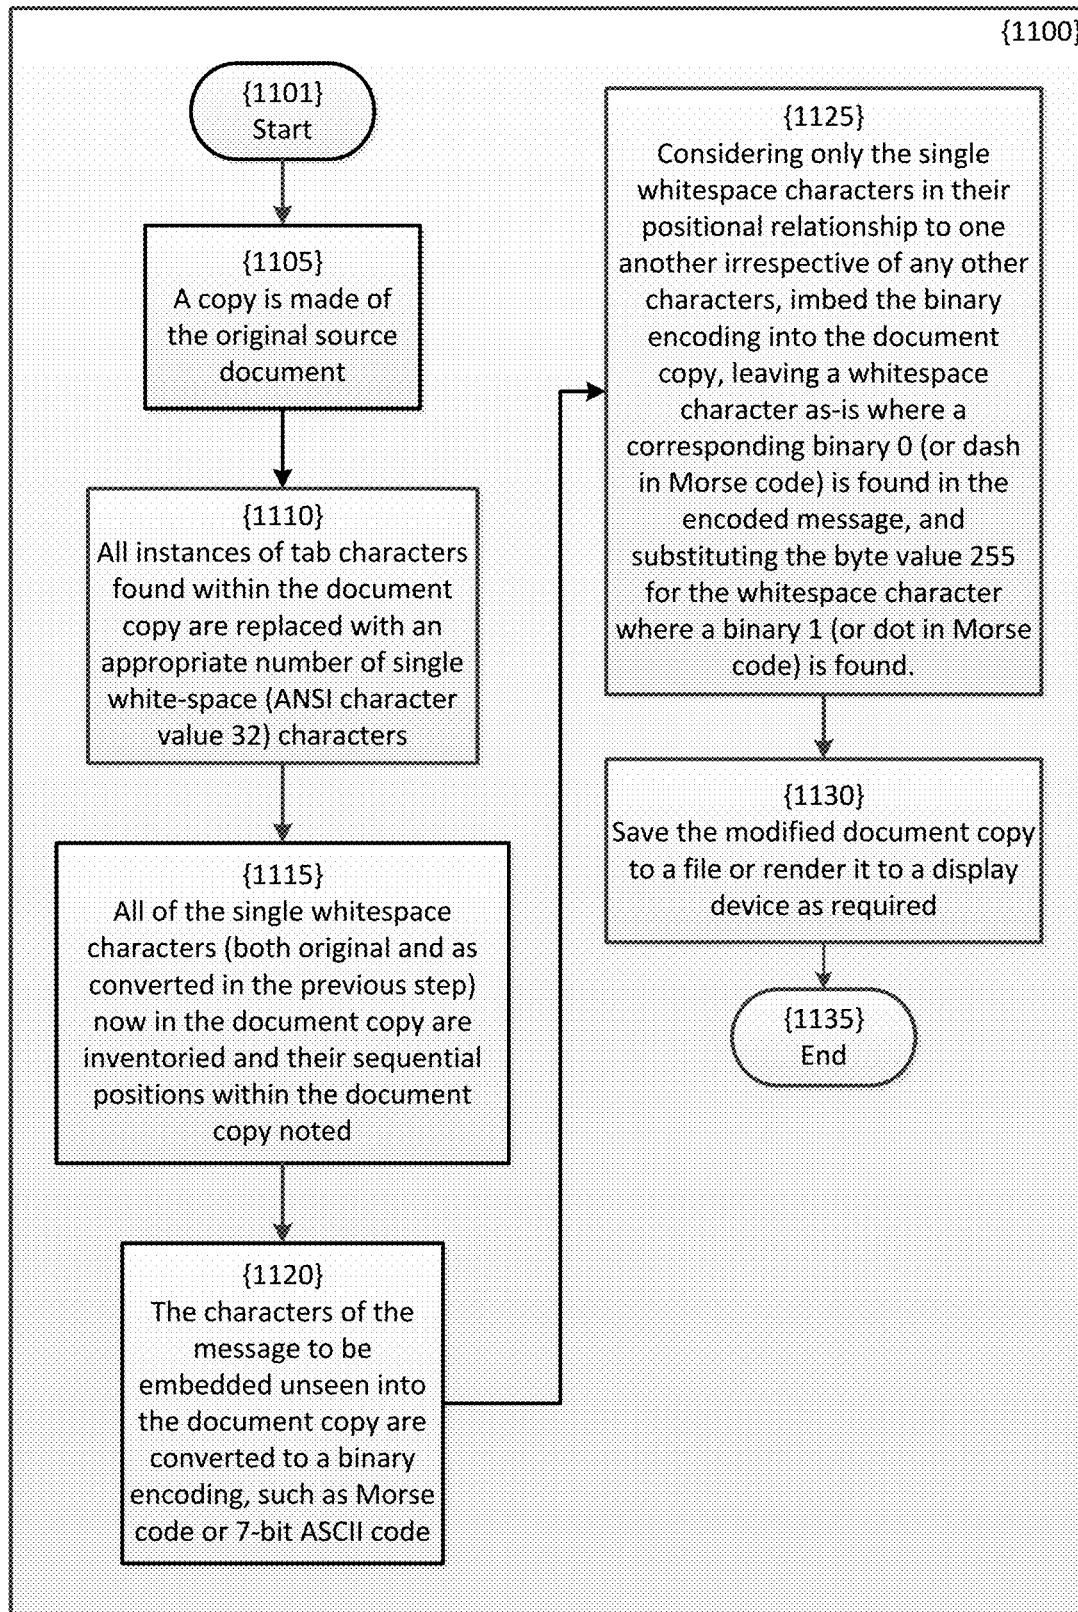 {1100}
{1101}
Start
{1105}
A copy is made of
the original source
document
{1110}
All instances of tab characters
found within the document
copy are replaced with an
appropriate number of single
white-space (ANSI character
value 32) characters
{1115}
All of the single whitespace
characters (both original and as
converted in the previous step)
now in the document copy are
inventoried and their sequential
positions within the document
copy noted
{1120}
The characters of the
message to be
embedded unseen into
the document copy are
converted to a binary
encoding, such as Morse
code or 7-bit ASCII code
{1125}
Considering only the single
whitespace characters in their
positional relationship to one
another irrespective of any other
characters, imbed the binary
encoding into the document
copy, leaving a whitespace
character as-is where a
corresponding binary 0 (or dash
in Morse code) is found in the
encoded message, and
substituting the byte value 255
for the whitespace character
where a binary 1 (or dot in Morse
code) is found.
{1130}
Save the modified document copy
to a file or render it to a display
device as required
{1135}
End